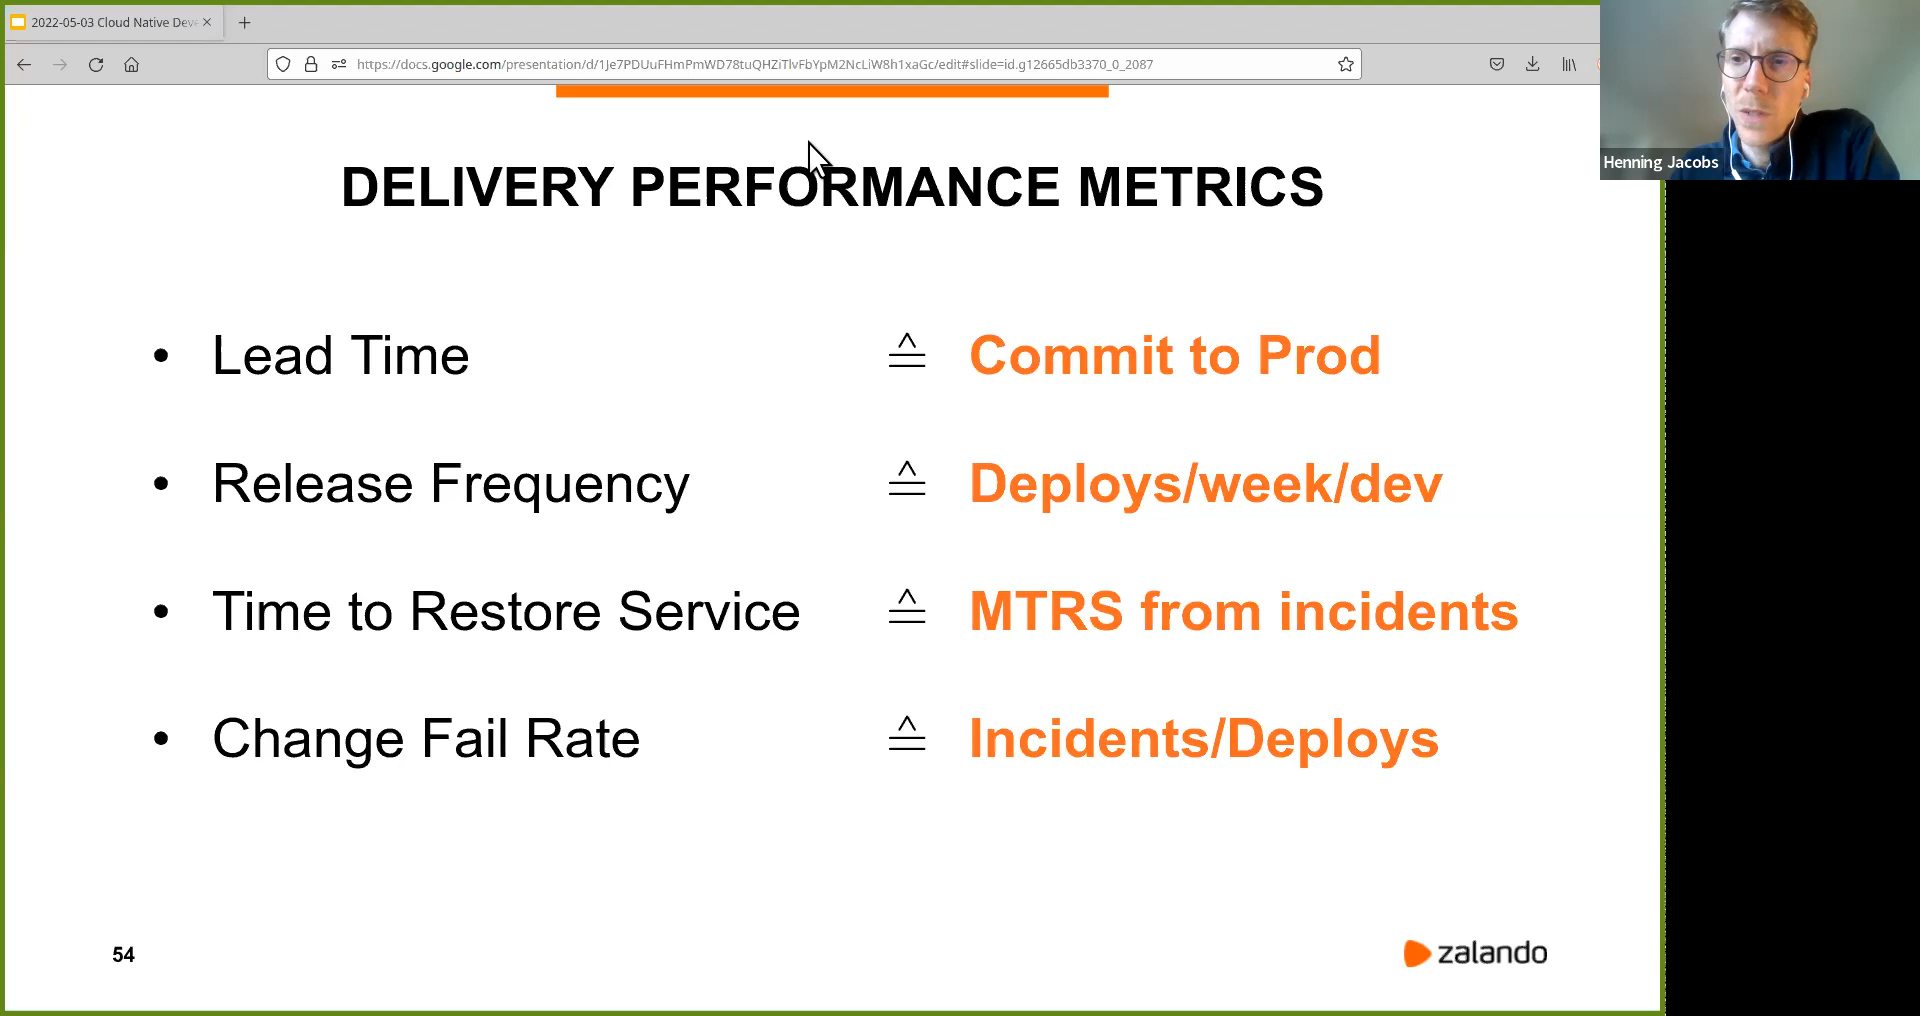 2022-05-03 Cloud Native Deve
https://docs.google.com/presentation/d/1Je7PDUuFHmPmWD78tuQHZiTlvFbYpM2NcLiW8h1xaGc/edit#slide=id.g12665db3370_0_2087
Henning Jacobs
DELIVERY PERFORMANCE METRICS
• Lead Time ≙ Commit to Prod
• Release Frequency ≙ Deploys/week/dev
• Time to Restore Service ≙ MTRS from incidents
• Change Fail Rate ≙ Incidents/Deploys
54
zalando